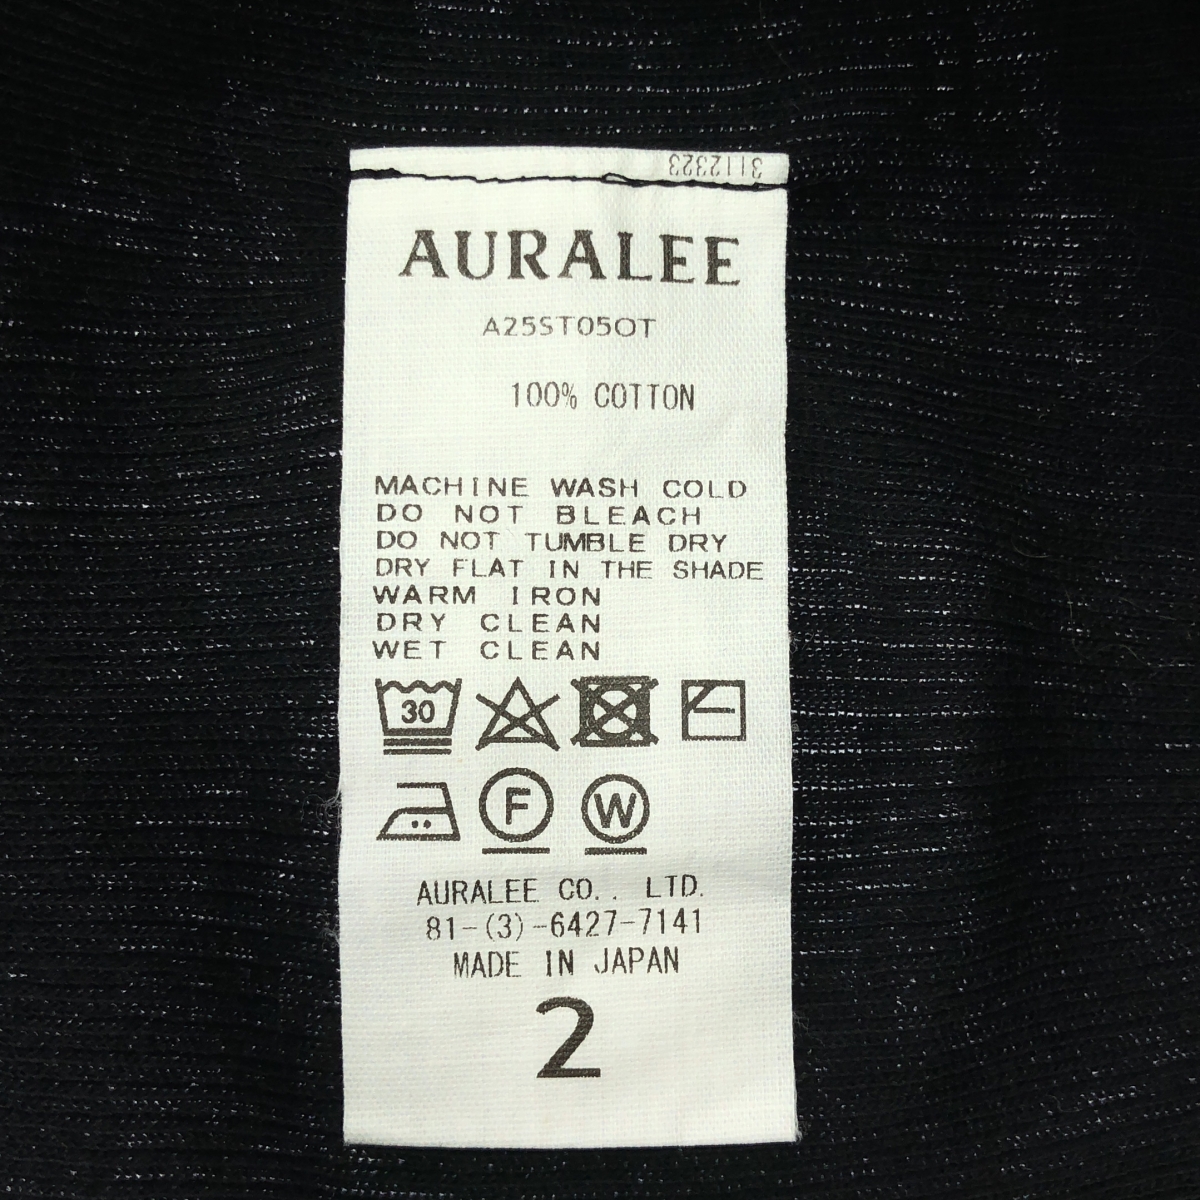 3112323
AURALEE
A25ST05OT
100% COTTON
MACHINE WASH COLD
DO NOT BLEACH
DO NOT TUMBLE DRY
DRY FLAT IN THE SHADE
WARM IRON
DRY CLEAN
WET CLEAN
30
F W
AURALEE CO., LTD.
81-(3)-6427-7141
MADE IN JAPAN
2